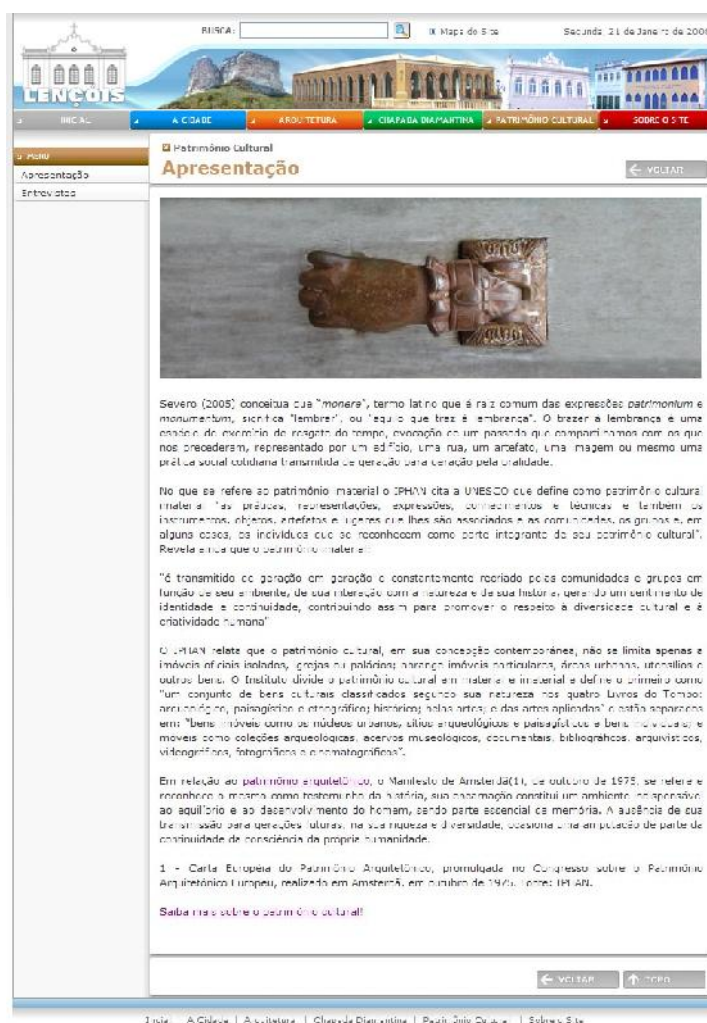 BUSCA:
Mapa do Site
Segunda, 21 de Janeiro de 200
LENÇOIS
INICIAL
A CIDADE
ARQUITETURA
CHAPADA DIAMANTINA
PATRIMÔNIO CULTURAL
SOBRE O SITE
MENU
Apresentação
Entrevistas
Patrimônio Cultural
Apresentação
VOLTAR
Severo (2005) conceitua que "monere", termo latino que é raiz comum das expressões patrimonium e
monumentum, significa "lembrar", ou "aquilo que traz à lembrança". O trazer à lembrança é uma
espécie de exercício de resgate do tempo, evocação de um passado que compartilhamos com os que
nos precederam, representado por um edifício, uma rua, um artefato, uma imagem ou mesmo uma
prática social cotidiana transmitida de geração para geração pela oralidade.
No que se refere ao patrimônio imaterial o IPHAN cita a UNESCO que define como patrimônio cultural
imaterial "as práticas, representações, expressões, conhecimentos e técnicas e também os
instrumentos, objetos, artefatos e lugares que lhes são associados e as comunidades, os grupos e, em
alguns casos, os indivíduos que se reconhecem como parte integrante de seu patrimônio cultural".
Revela ainda que o patrimônio imaterial:
"é transmitido de geração em geração e constantemente recriado pelas comunidades e grupos em
função de seu ambiente, de sua interação com a natureza e de sua história, gerando um sentimento de
identidade e continuidade, contribuindo assim para promover o respeito à diversidade cultural e à
criatividade humana"
O IPHAN relata que o patrimônio cultural, em sua concepção contemporânea, não se limita apenas a
imóveis oficiais isolados, igrejas ou palácios; abrange imóveis particulares, áreas urbanas, utensílios e
outros bens. O Instituto divide o patrimônio cultural em material e imaterial e define o primeiro como
"um conjunto de bens culturais classificados segundo sua natureza nos quatro Livros do Tombo:
arqueológico, paisagístico e etnográfico; histórico; belas artes; e das artes aplicadas" e estão separados
em: "bens imóveis como os núcleos urbanos, sítios arqueológicos e paisagísticos e bens individuais; e
móveis como coleções arqueológicas, acervos museológicos, documentais, bibliográficos, arquivísticos,
videográficos, fotográficos e cinematográficos".
Em relação ao patrimônio arquitetônico, o Manifesto de Amsterdã(1), de outubro de 1975, se refere e
reconhece o mesmo como testemunho da história, sua encarnação constitui um ambiente indispensável
ao equilíbrio e ao desenvolvimento do homem, sendo parte essencial da memória. A ausência de sua
transmissão para gerações futuras, na sua riqueza e diversidade, ocasiona uma amputação de parte da
continuidade da consciência da própria humanidade.
1 - Carta Européia do Patrimônio Arquitetônico, promulgada no Congresso sobre o Patrimônio
Arquitetônico Europeu, realizado em Amsterdã, em outubro de 1975. Fonte: IPHAN.
Saiba mais sobre o patrimônio cultural!
VOLTAR
TOPO
Inicial | A Cidade | Arquitetura | Chapada Diamantina | Patrimônio Cultural | Sobre o Site